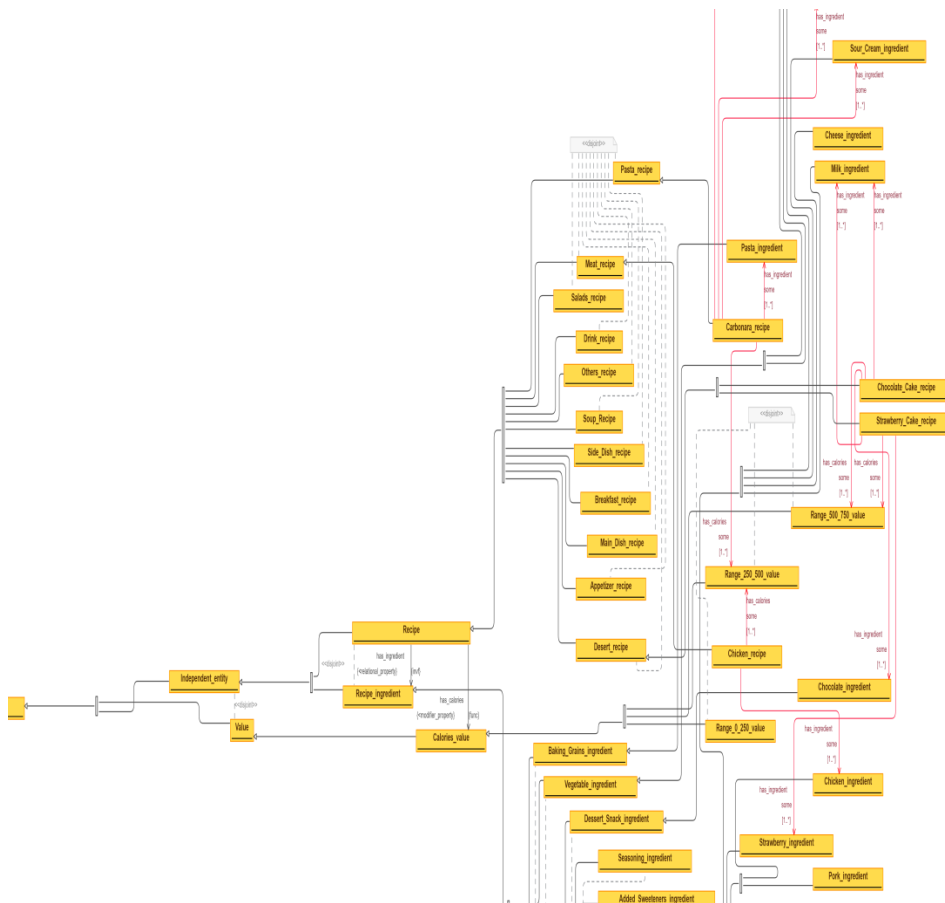 has_ingredient
some
[1..*]
Sour_Cream_ingredient
has_ingredient
some
[1..*]
Cheese_ingredient
<<disjoint>>
Pasta_recipe
Milk_ingredient
has_ingredient
some
[1..*]
has_ingredient
some
[1..*]
Pasta_ingredient
Meat_recipe
has_ingredient
some
[1..*]
Salads_recipe
Carbonara_recipe
Drink_recipe
Others_recipe
Chocolate_Cake_recipe
Soup_Recipe
<<disjoint>>
Strawberry_Cake_recipe
Side_Dish_recipe
has_calories
some
[1..*]
has_calories
some
[1..*]
Breakfast_recipe
Range_500_750_value
has_calories
some
[1..*]
Main_Dish_recipe
Range_250_500_value
Appetizer_recipe
has_calories
some
[1..*]
Recipe
has_ingredient
some
[1..*]
Desert_recipe
Chicken_recipe
has_ingredient
<<disjoint>>
{<relational_property}
{invf}
Independent_entity
Recipe_ingredient
Chocolate_ingredient
has_calories
<<disjoint>>
{<modifier_property}
{func}
Value
Calories_value
Range_0_250_value
has_ingredient
some
[1..*]
Baking_Grains_ingredient
Vegetable_ingredient
Chicken_ingredient
has_ingredient
some
[1..*]
Dessert_Snack_ingredient
Strawberry_ingredient
Seasoning_ingredient
Pork_ingredient
Added_Sweeteners_ingredient